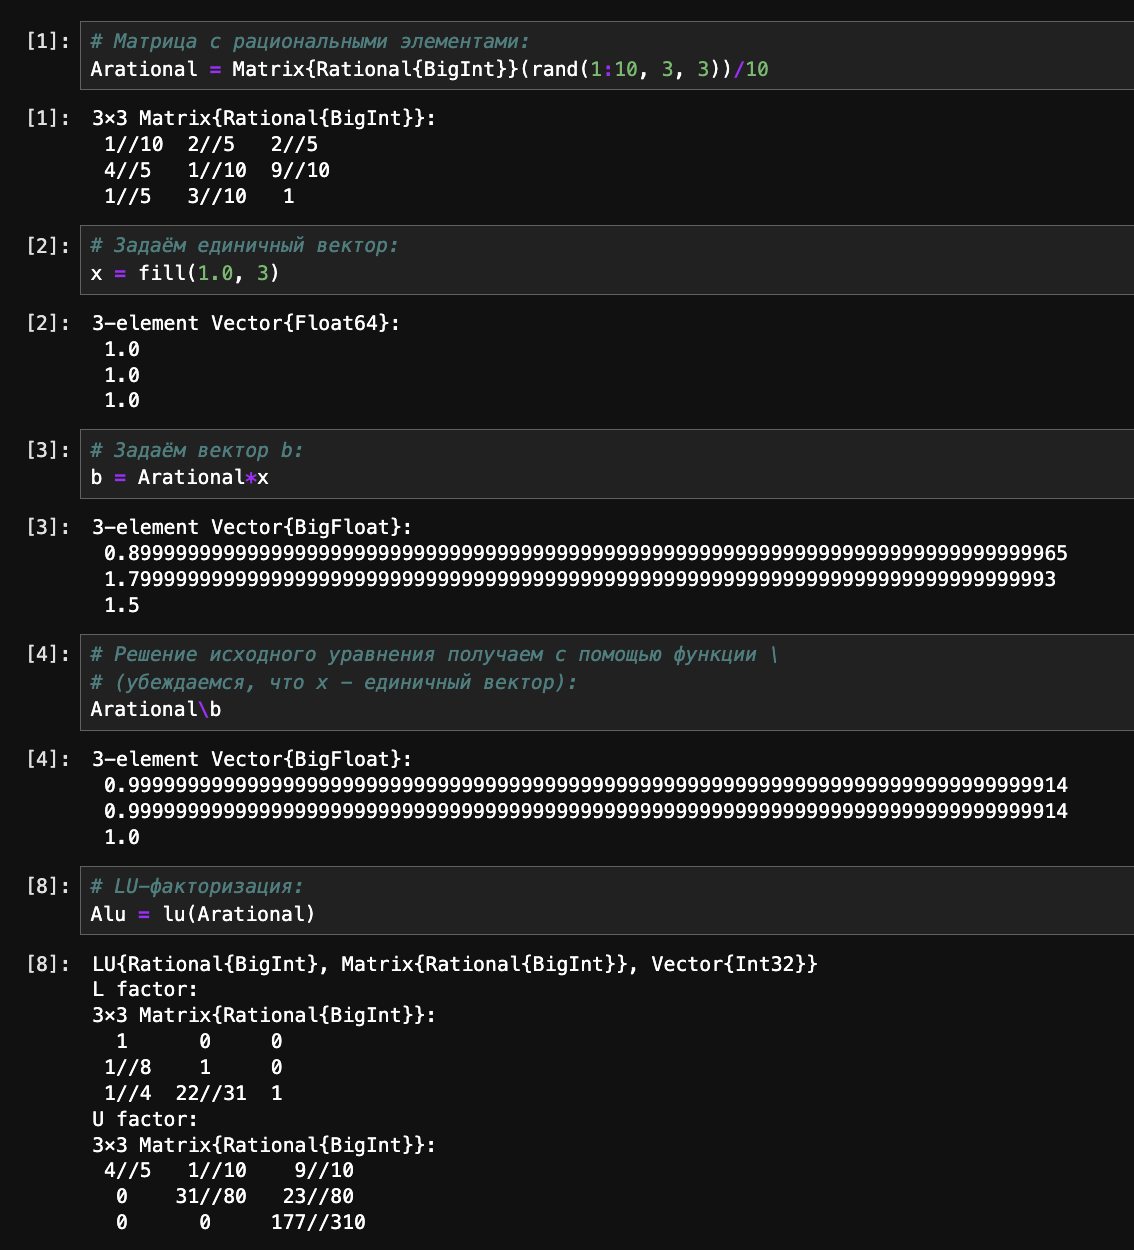 [1]: # Матрица с рациональными элементами:
Arational = Matrix{Rational{BigInt}}(rand(1:10, 3, 3))/10
[1]: 3×3 Matrix{Rational{BigInt}}:
1//10 2//5 2//5
4//5 1//10 9//10
1//5 3//10 1
[2]: # Задаём единичный вектор:
x = fill(1.0, 3)
[2]: 3-element Vector{Float64}:
1.0
1.0
1.0
[3]: # Задаём вектор b:
b = Arational*x
[3]: 3-element Vector{BigFloat}:
0.8999999999999999999999999999999999999999999999999999999999999999999999999999965
1.799999999999999999999999999999999999999999999999999999999999999999999999999993
1.5
[4]: # Решение исходного уравнения получаем с помощью функции \
# (убеждаемся, что x - единичный вектор):
Arational\b
[4]: 3-element Vector{BigFloat}:
0.9999999999999999999999999999999999999999999999999999999999999999999999999999914
0.9999999999999999999999999999999999999999999999999999999999999999999999999999914
1.0
[8]: # LU-факторизация:
Alu = lu(Arational)
[8]: LU{Rational{BigInt}, Matrix{Rational{BigInt}}, Vector{Int32}}
L factor:
3×3 Matrix{Rational{BigInt}}:
1 0 0
1//8 1 0
1//4 22//31 1
U factor:
3×3 Matrix{Rational{BigInt}}:
4//5 1//10 9//10
0 31//80 23//80
0 0 177//310